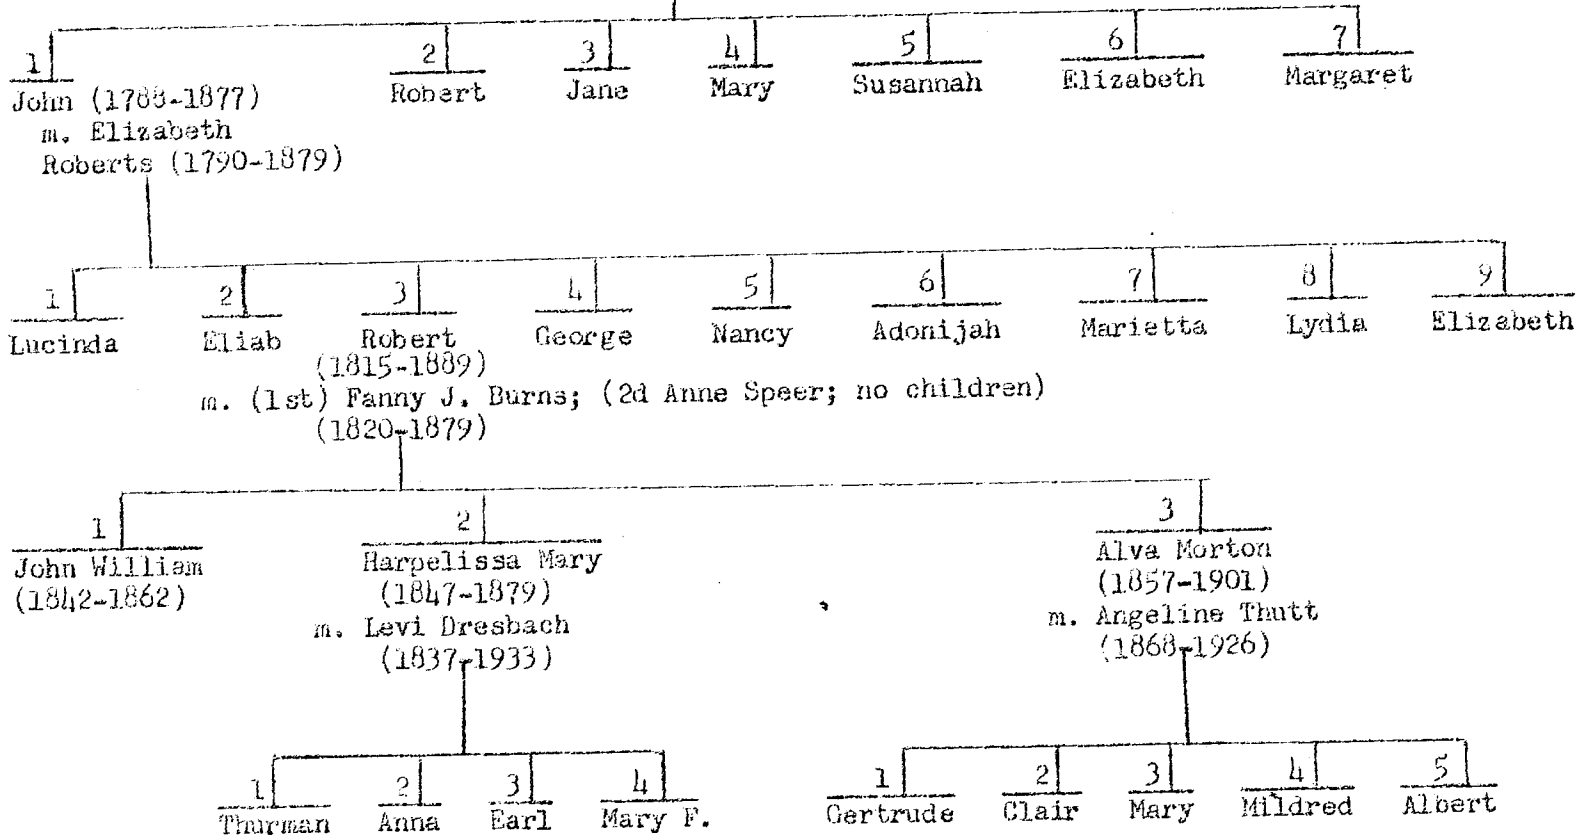 1 2 3 4 5 6 7
John (1788-1877) Robert Jane Mary Susannah Elizabeth Margaret
m. Elizabeth
Roberts (1790-1879)
1 2 3 4 5 6 7 8 9
Lucinda Eliab Robert George Nancy Adonijah Marietta Lydia Elizabeth
(1815-1889)
m. (1st) Fanny J. Burns; (2d Anne Speer; no children)
(1820-1879)
1 2 3
John William Harpelissa Mary Alva Morton
(1842-1862) (1847-1879) (1857-1901)
m. Levi Dresbach m. Angeline Thutt
(1837-1933) (1868-1926)
1 2 3 4 1 2 3 4 5
Thurman Anna Earl Mary F. Gertrude Clair Mary Mildred Albert